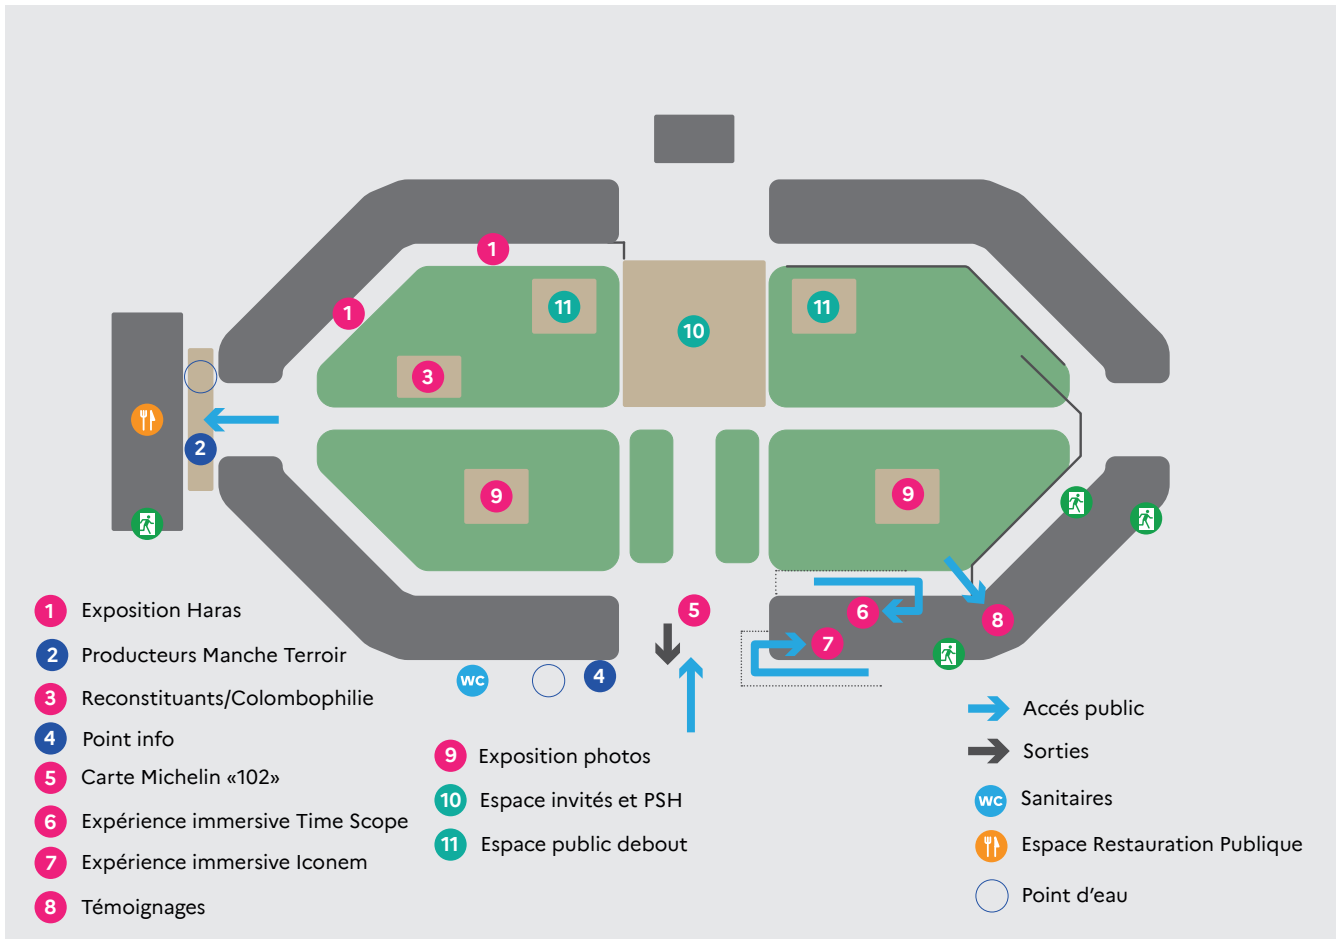 1
1
11
10
11
3
2
9
9
5
6
7
8
WC
4
1 Exposition Haras
2 Producteurs Manche Terroir
3 Reconstituants/Colombophilie
4 Point info
5 Carte Michelin «102»
6 Expérience immersive Time Scope
7 Expérience immersive Iconem
8 Témoignages
9 Exposition photos
10 Espace invités et PSH
11 Espace public debout
Accés public
Sorties
WC Sanitaires
Espace Restauration Publique
Point d'eau